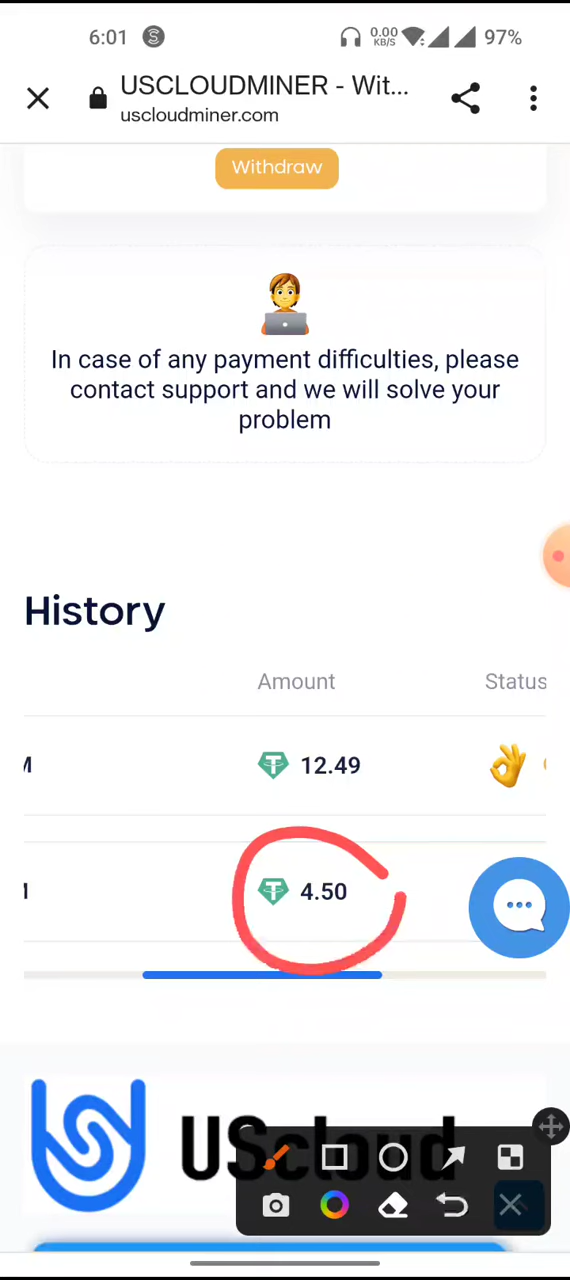 6:01
0.00
KB/S
97%
USCLOUDMINER - Wit...
uscloudminer.com
Withdraw
In case of any payment difficulties, please
contact support and we will solve your
problem
History
Amount Status
M 12.49
4.50
UScloud